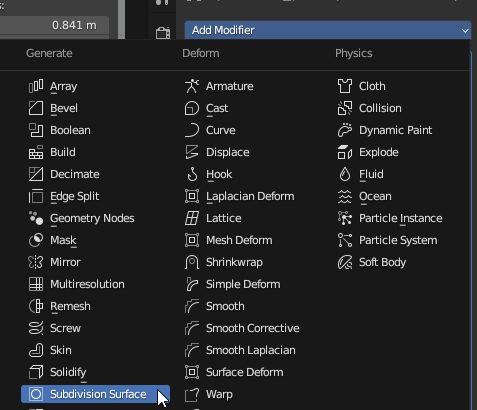 0.841 m
Add Modifier
Generate
Deform
Physics
Array
Armature
Cloth
Bevel
Cast
Collision
Boolean
Curve
Dynamic Paint
Build
Displace
Explode
Decimate
Hook
Fluid
Edge Split
Laplacian Deform
Ocean
Geometry Nodes
Lattice
Particle Instance
Mask
Mesh Deform
Particle System
Mirror
Shrinkwrap
Soft Body
Multiresolution
Simple Deform
Remesh
Smooth
Screw
Smooth Corrective
Skin
Smooth Laplacian
Solidify
Surface Deform
Subdivision Surface
Warp